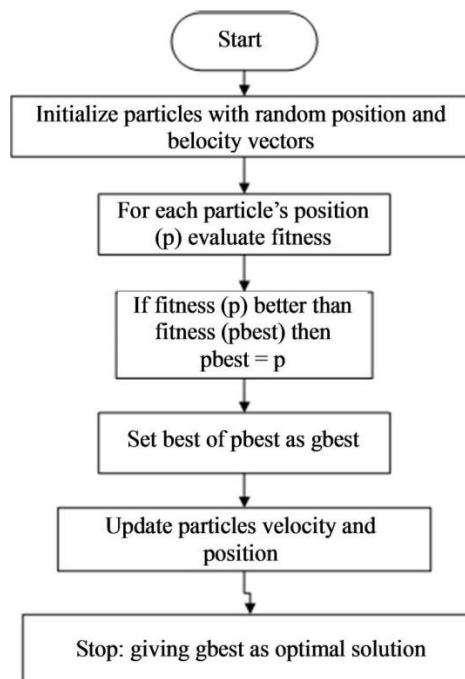 Start
Initialize particles with random position and
belocity vectors
For each particle's position
(p) evaluate fitness
If fitness (p) better than
fitness (pbest) then
pbest = p
Set best of pbest as gbest
Update particles velocity and
position
Stop: giving gbest as optimal solution